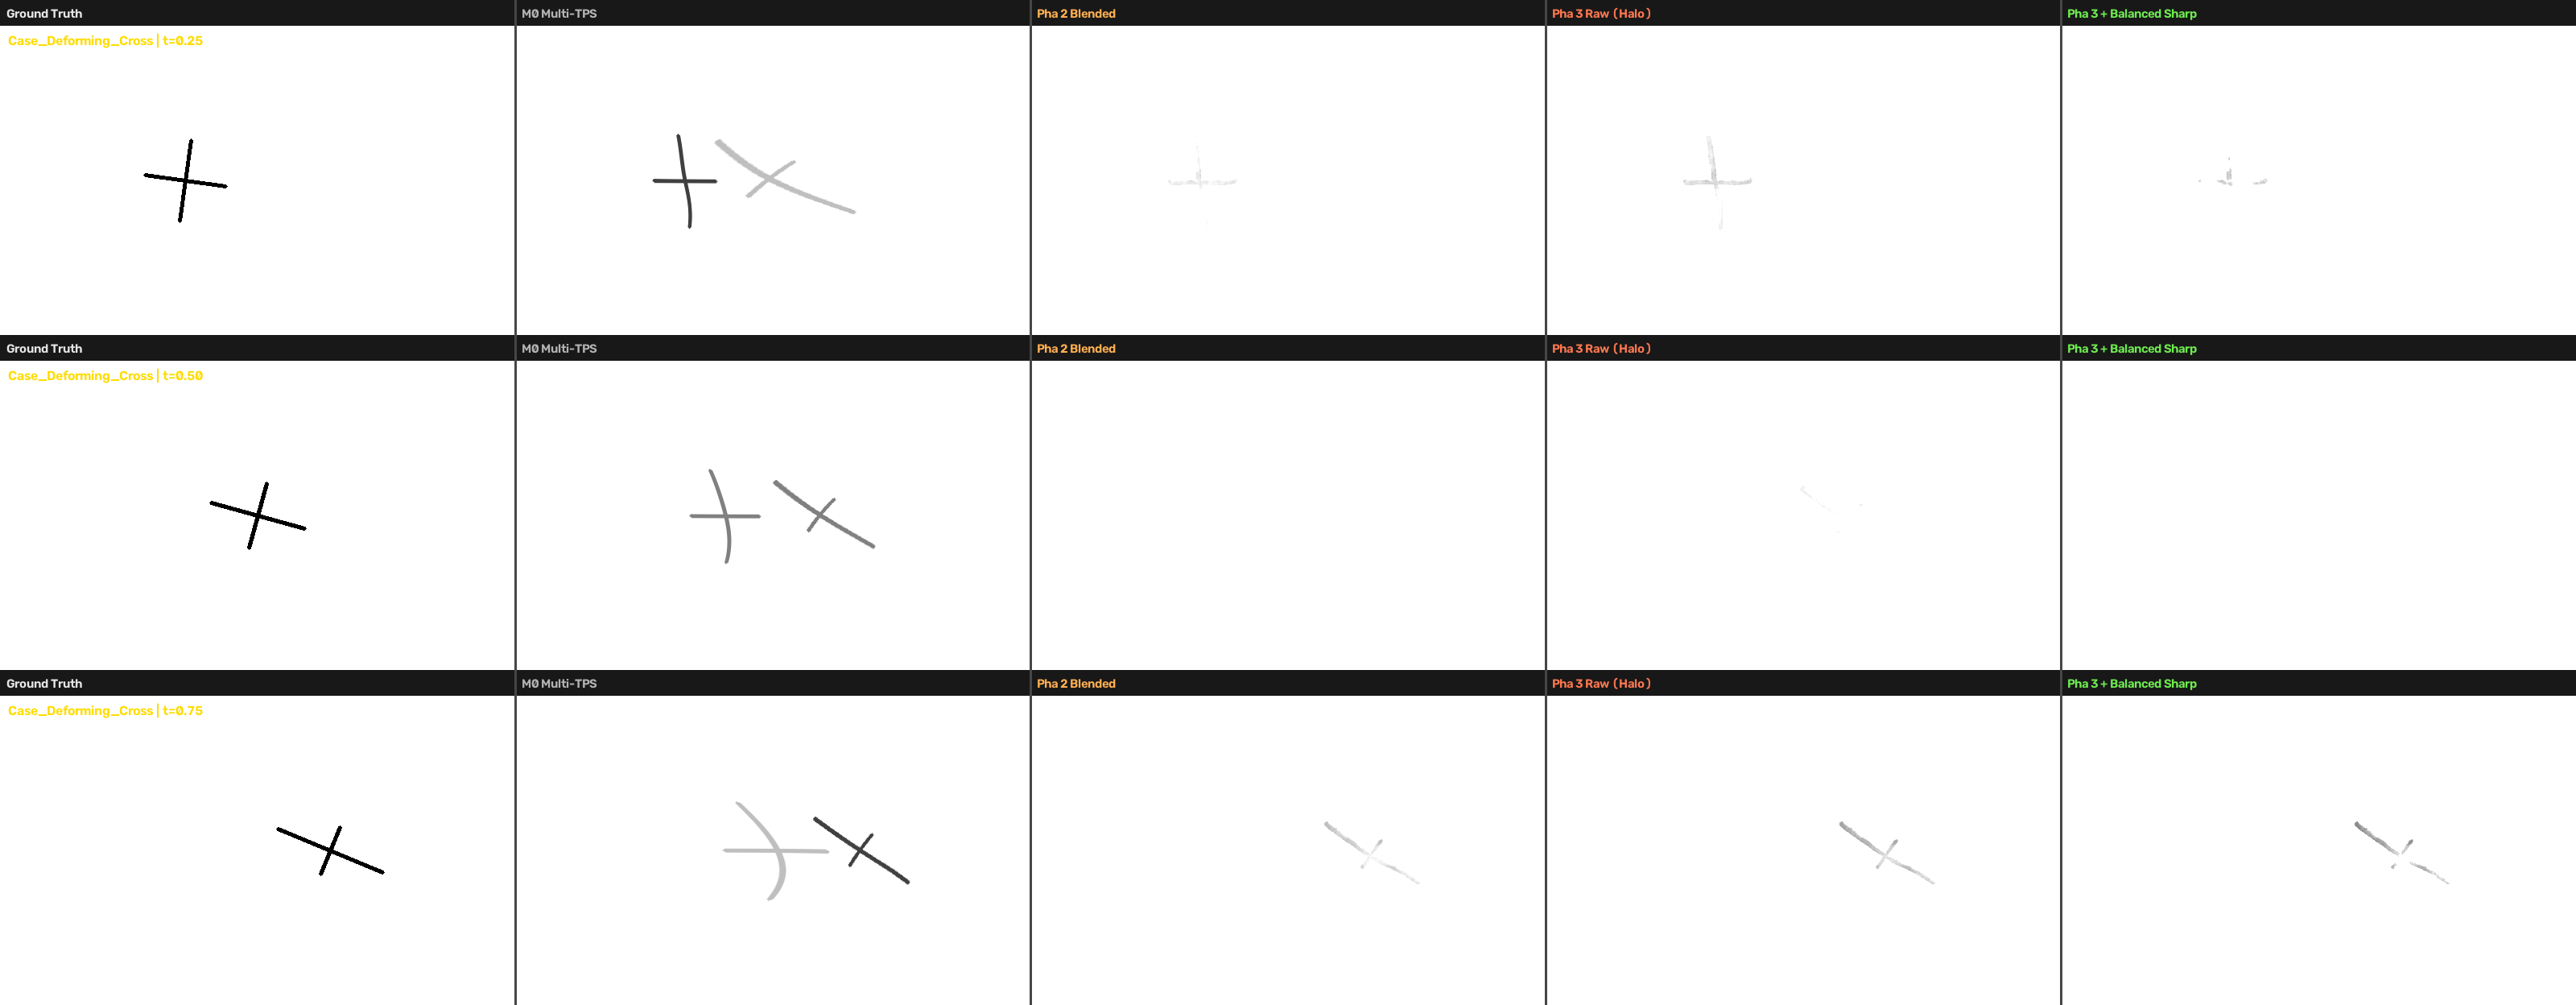 Ground Truth
M0 Multi-TPS
Pha 2 Blended
Pha 3 Raw (Halo)
Pha 3 + Balanced Sharp
Case_Deforming_Cross | t=0.25
Ground Truth
M0 Multi-TPS
Pha 2 Blended
Pha 3 Raw (Halo)
Pha 3 + Balanced Sharp
Case_Deforming_Cross | t=0.50
Ground Truth
M0 Multi-TPS
Pha 2 Blended
Pha 3 Raw (Halo)
Pha 3 + Balanced Sharp
Case_Deforming_Cross | t=0.75